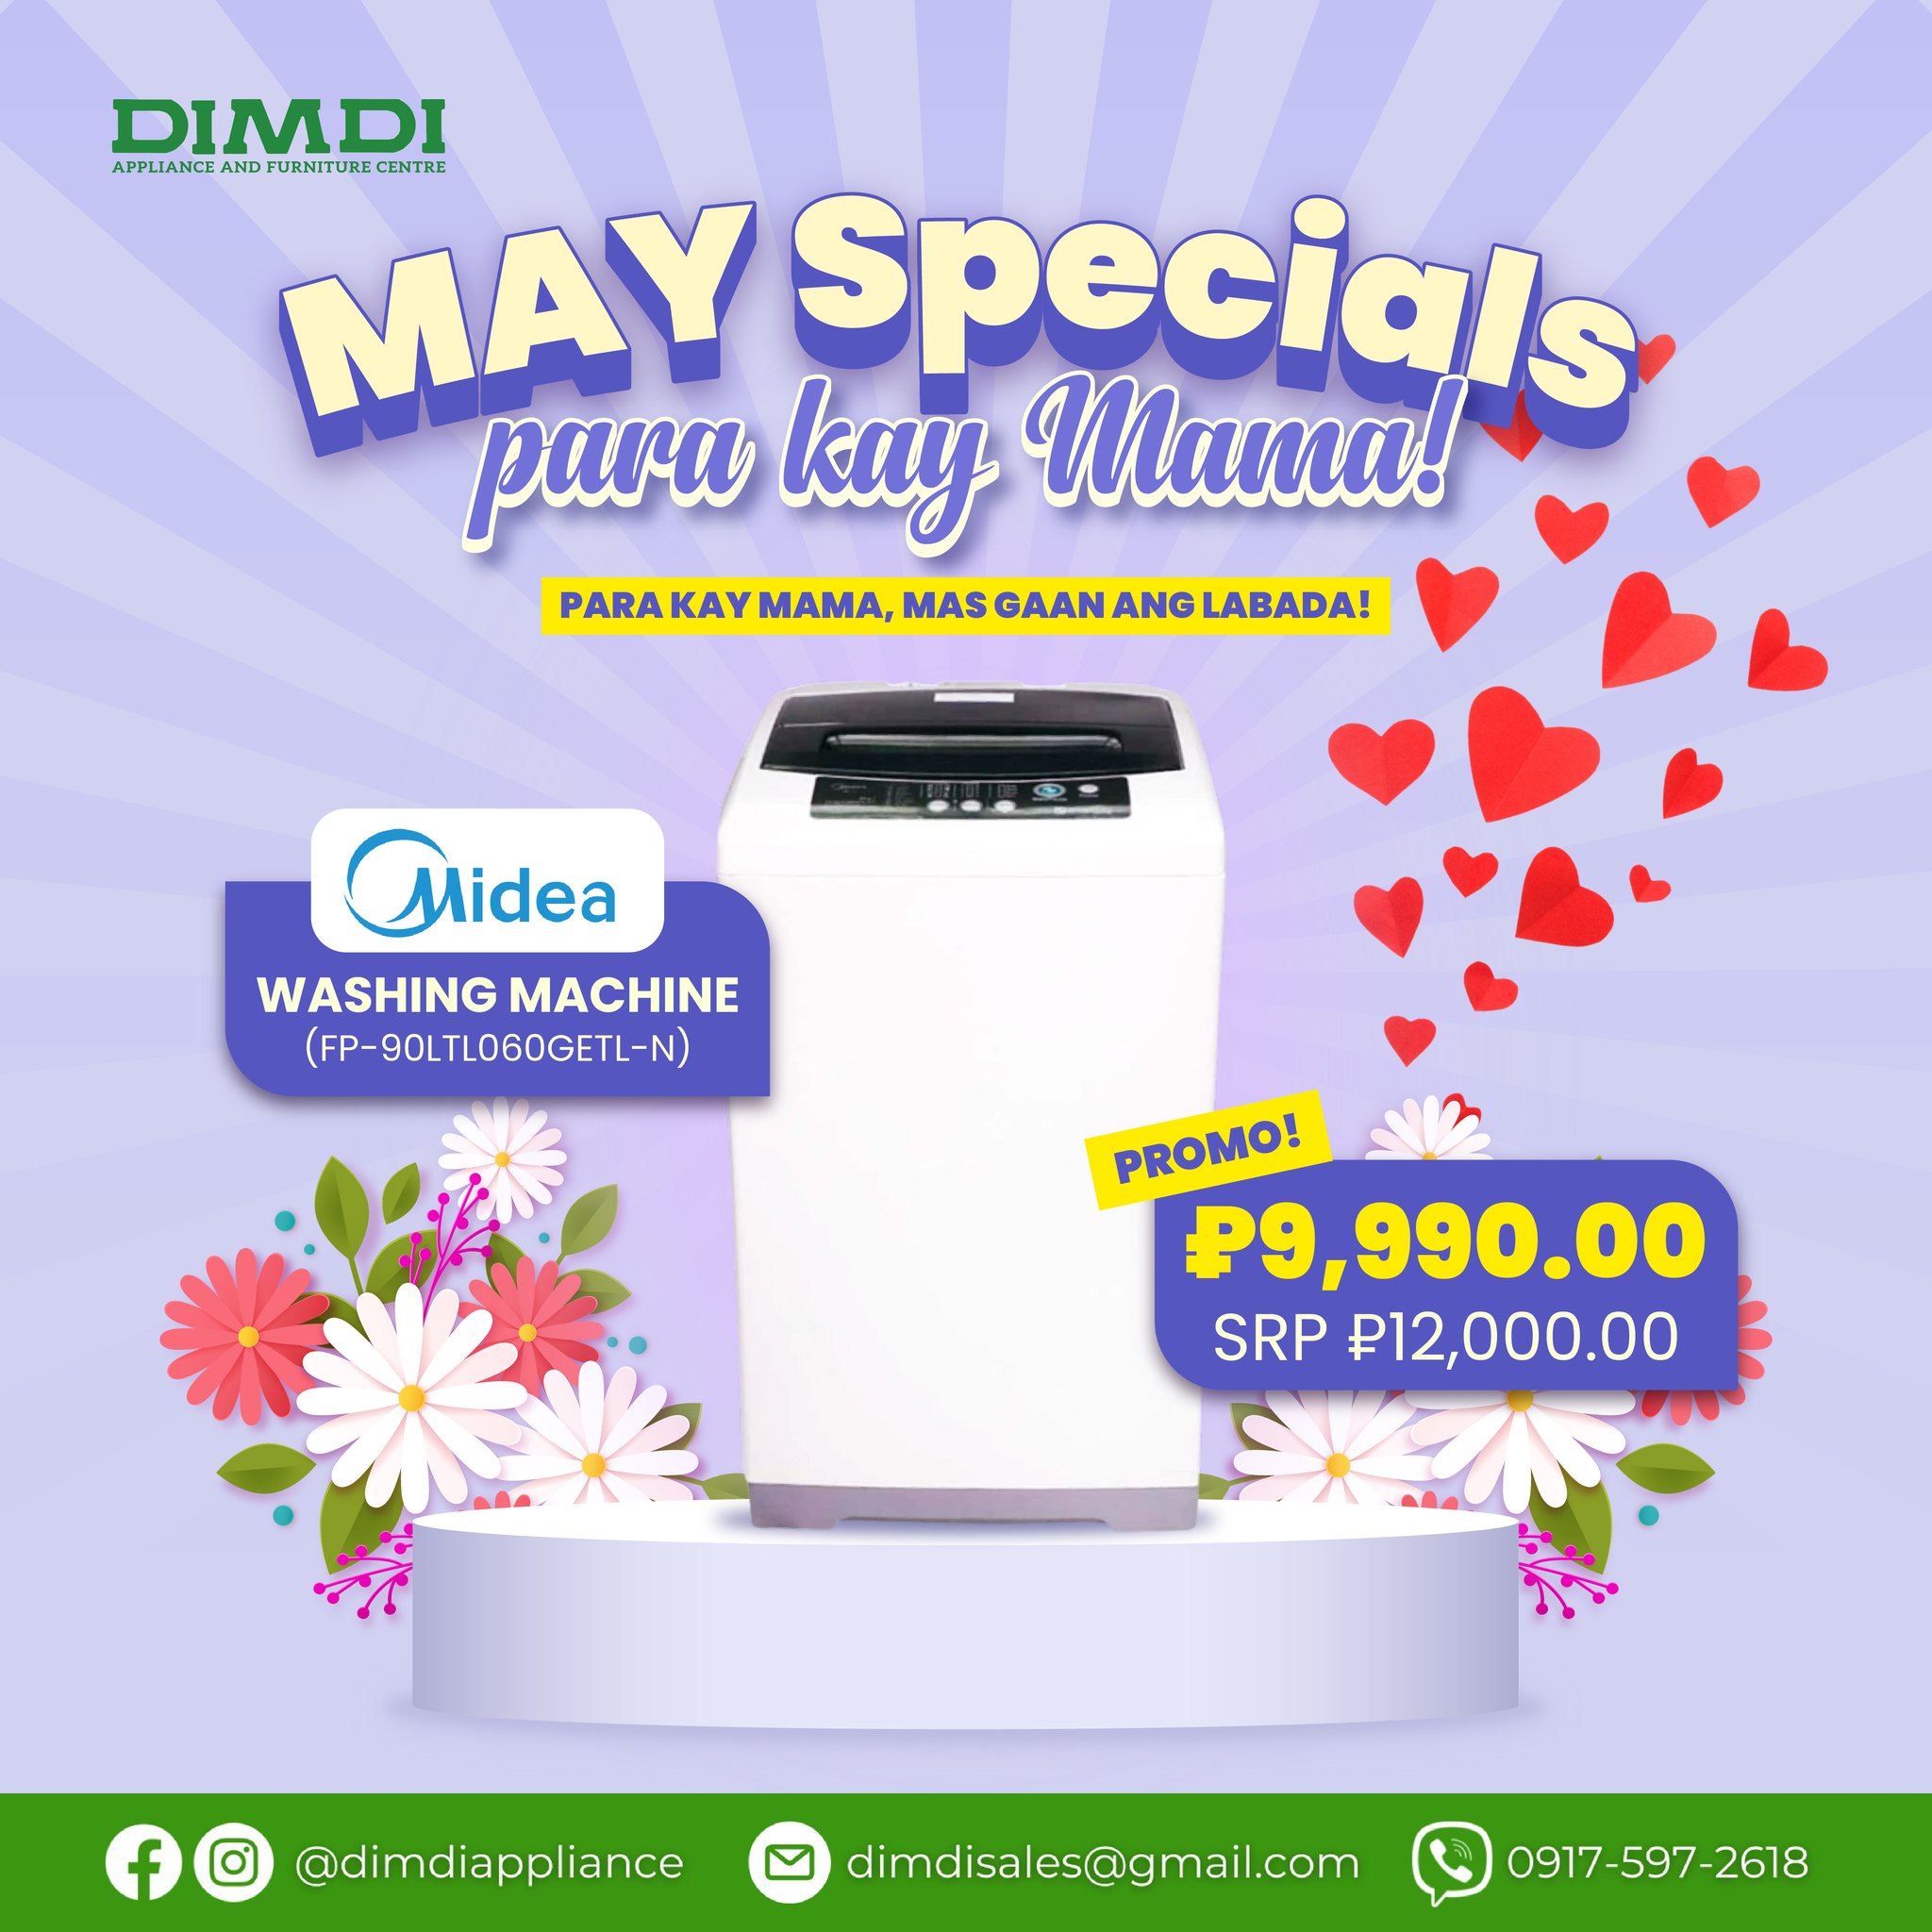 DIMDI
APPLIANCE AND FURNITURE CENTRE
MAY Specials
para kay Mama!
PARA KAY MAMA, MAS GAAN ANG LABADA!
Midea
WASHING MACHINE
(FP-90LTL060GETL-N)
PROMO!
₽9,990.00
SRP ₽12,000.00
@dimdiappliance
dimdisales@gmail.com
0917-597-2618